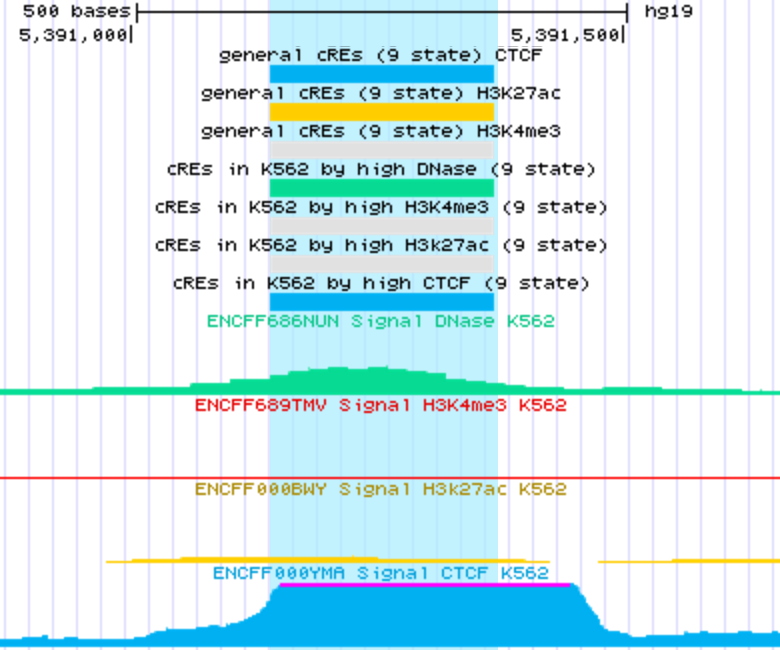 500 bases hg19
5,391,000| 5,391,500|
general cREs (9 state) CTCF
general cREs (9 state) H3K27ac
general cREs (9 state) H3K4me3
cREs in K562 by high DNase (9 state)
cREs in K562 by high H3K4me3 (9 state)
cREs in K562 by high H3k27ac (9 state)
cREs in K562 by high CTCF (9 state)
ENCFF686NUN Signal DNase K562
ENCFF689TMV Signal H3K4me3 K562
ENCFF000BWY Signal H3k27ac K562
ENCFF000YMA Signal CTCF K562